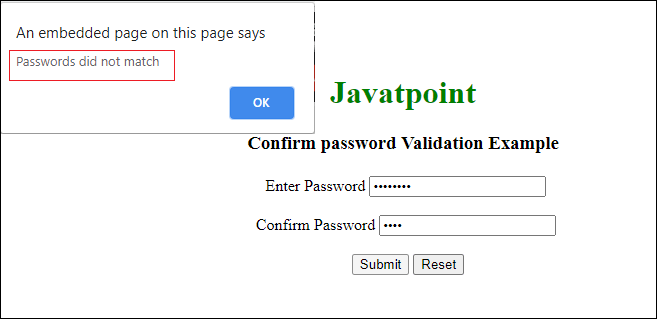 An embedded page on this page says
Passwords did not match
OK
Javatpoint
Confirm password Validation Example
Enter Password ••••••••
Confirm Password ••••
Submit Reset